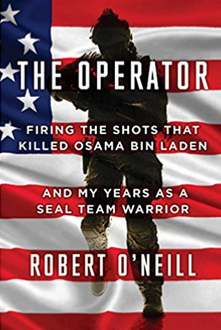 THE OPERATOR
FIRING THE SHOTS THAT
KILLED OSAMA BIN LADEN
AND MY YEARS AS A
SEAL TEAM WARRIOR
ROBERT O'NEILL